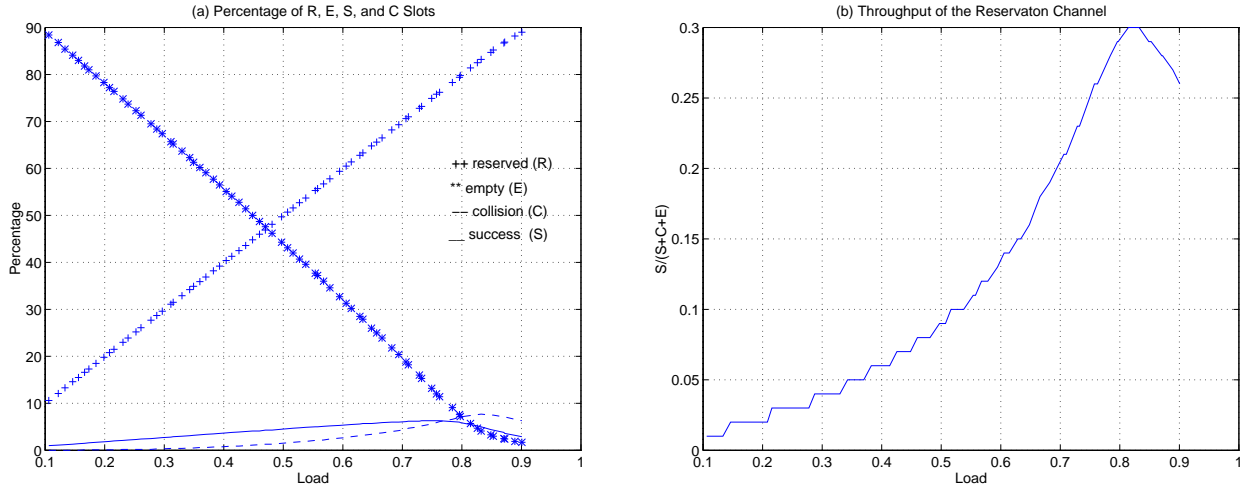 (a) Percentage of R, E, S, and C Slots
90
80
70
60
50
40
30
20
10
0
Percentage
++ reserved (R)
** empty (E)
-- collision (C)
__ success (S)
0.1 0.2 0.3 0.4 0.5 0.6 0.7 0.8 0.9 1
Load
(b) Throughput of the Reservaton Channel
0.3
0.25
0.2
0.15
0.1
0.05
0
S/(S+C+E)
0.1 0.2 0.3 0.4 0.5 0.6 0.7 0.8 0.9 1
Load